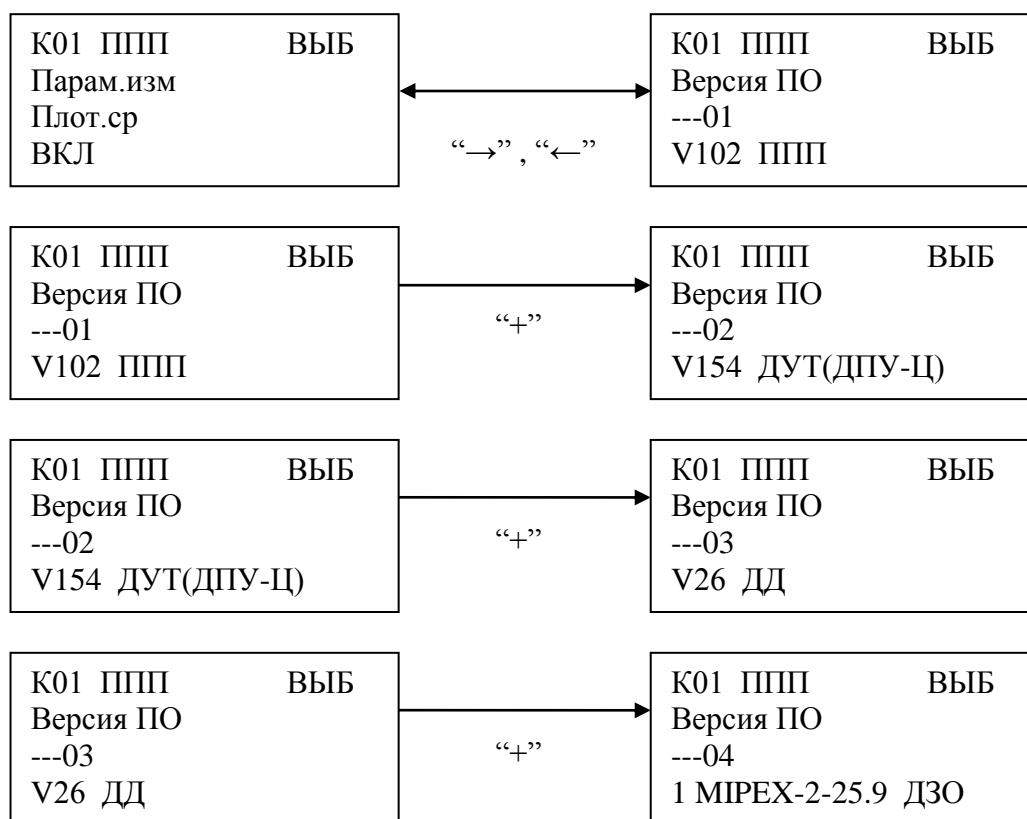 К01 ППП ВЫБ
Парам.изм
Плот.ср
ВКЛ
“→” , “←”
К01 ППП ВЫБ
Версия ПО
---01
V102 ППП
К01 ППП ВЫБ
Версия ПО
---01
V102 ППП
“+”
К01 ППП ВЫБ
Версия ПО
---02
V154 ДУТ(ДПУ-Ц)
К01 ППП ВЫБ
Версия ПО
---02
V154 ДУТ(ДПУ-Ц)
“+”
К01 ППП ВЫБ
Версия ПО
---03
V26 ДД
К01 ППП ВЫБ
Версия ПО
---03
V26 ДД
“+”
К01 ППП ВЫБ
Версия ПО
---04
1 MIPEX-2-25.9 ДЗО